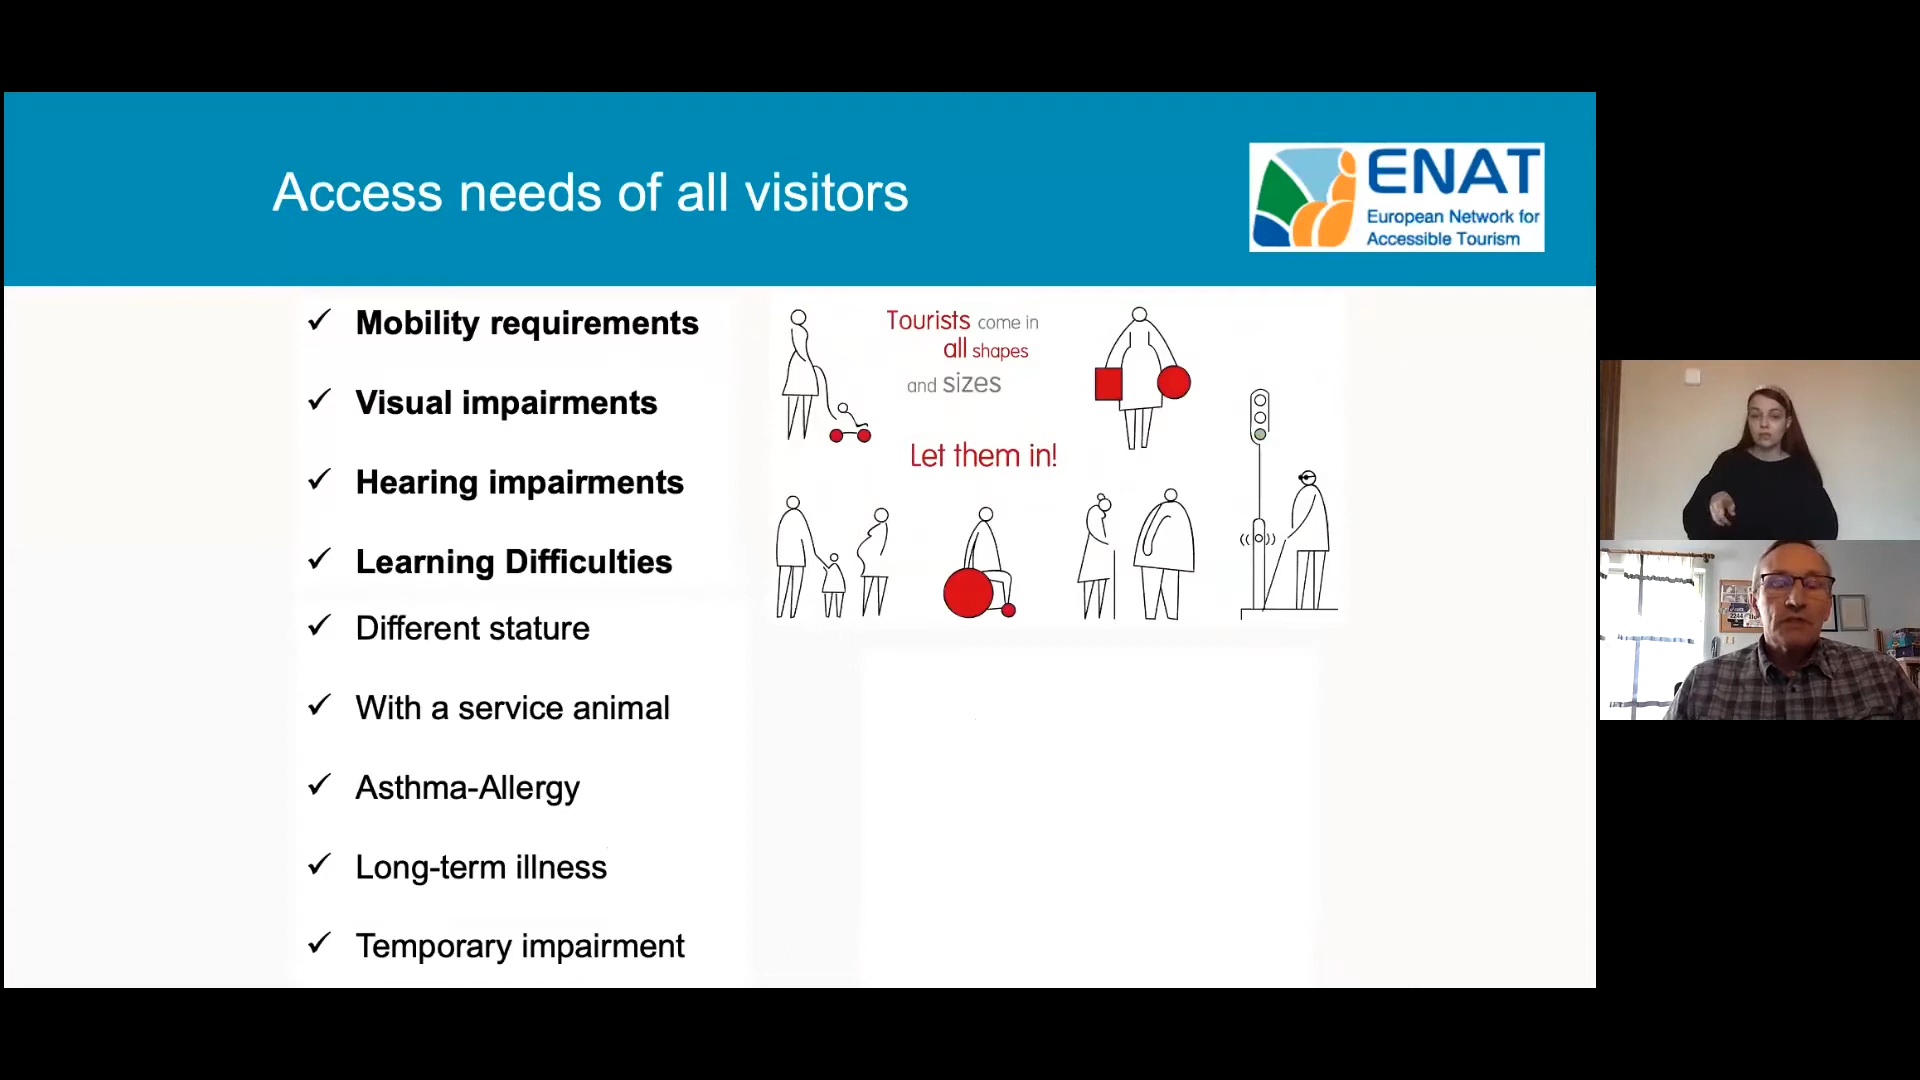 Access needs of all visitors
ENAT
European Network for
Accessible Tourism
Mobility requirements
Visual impairments
Hearing impairments
Learning Difficulties
Different stature
With a service animal
Asthma-Allergy
Long-term illness
Temporary impairment
Tourists come in
all shapes
and sizes
Let them in!